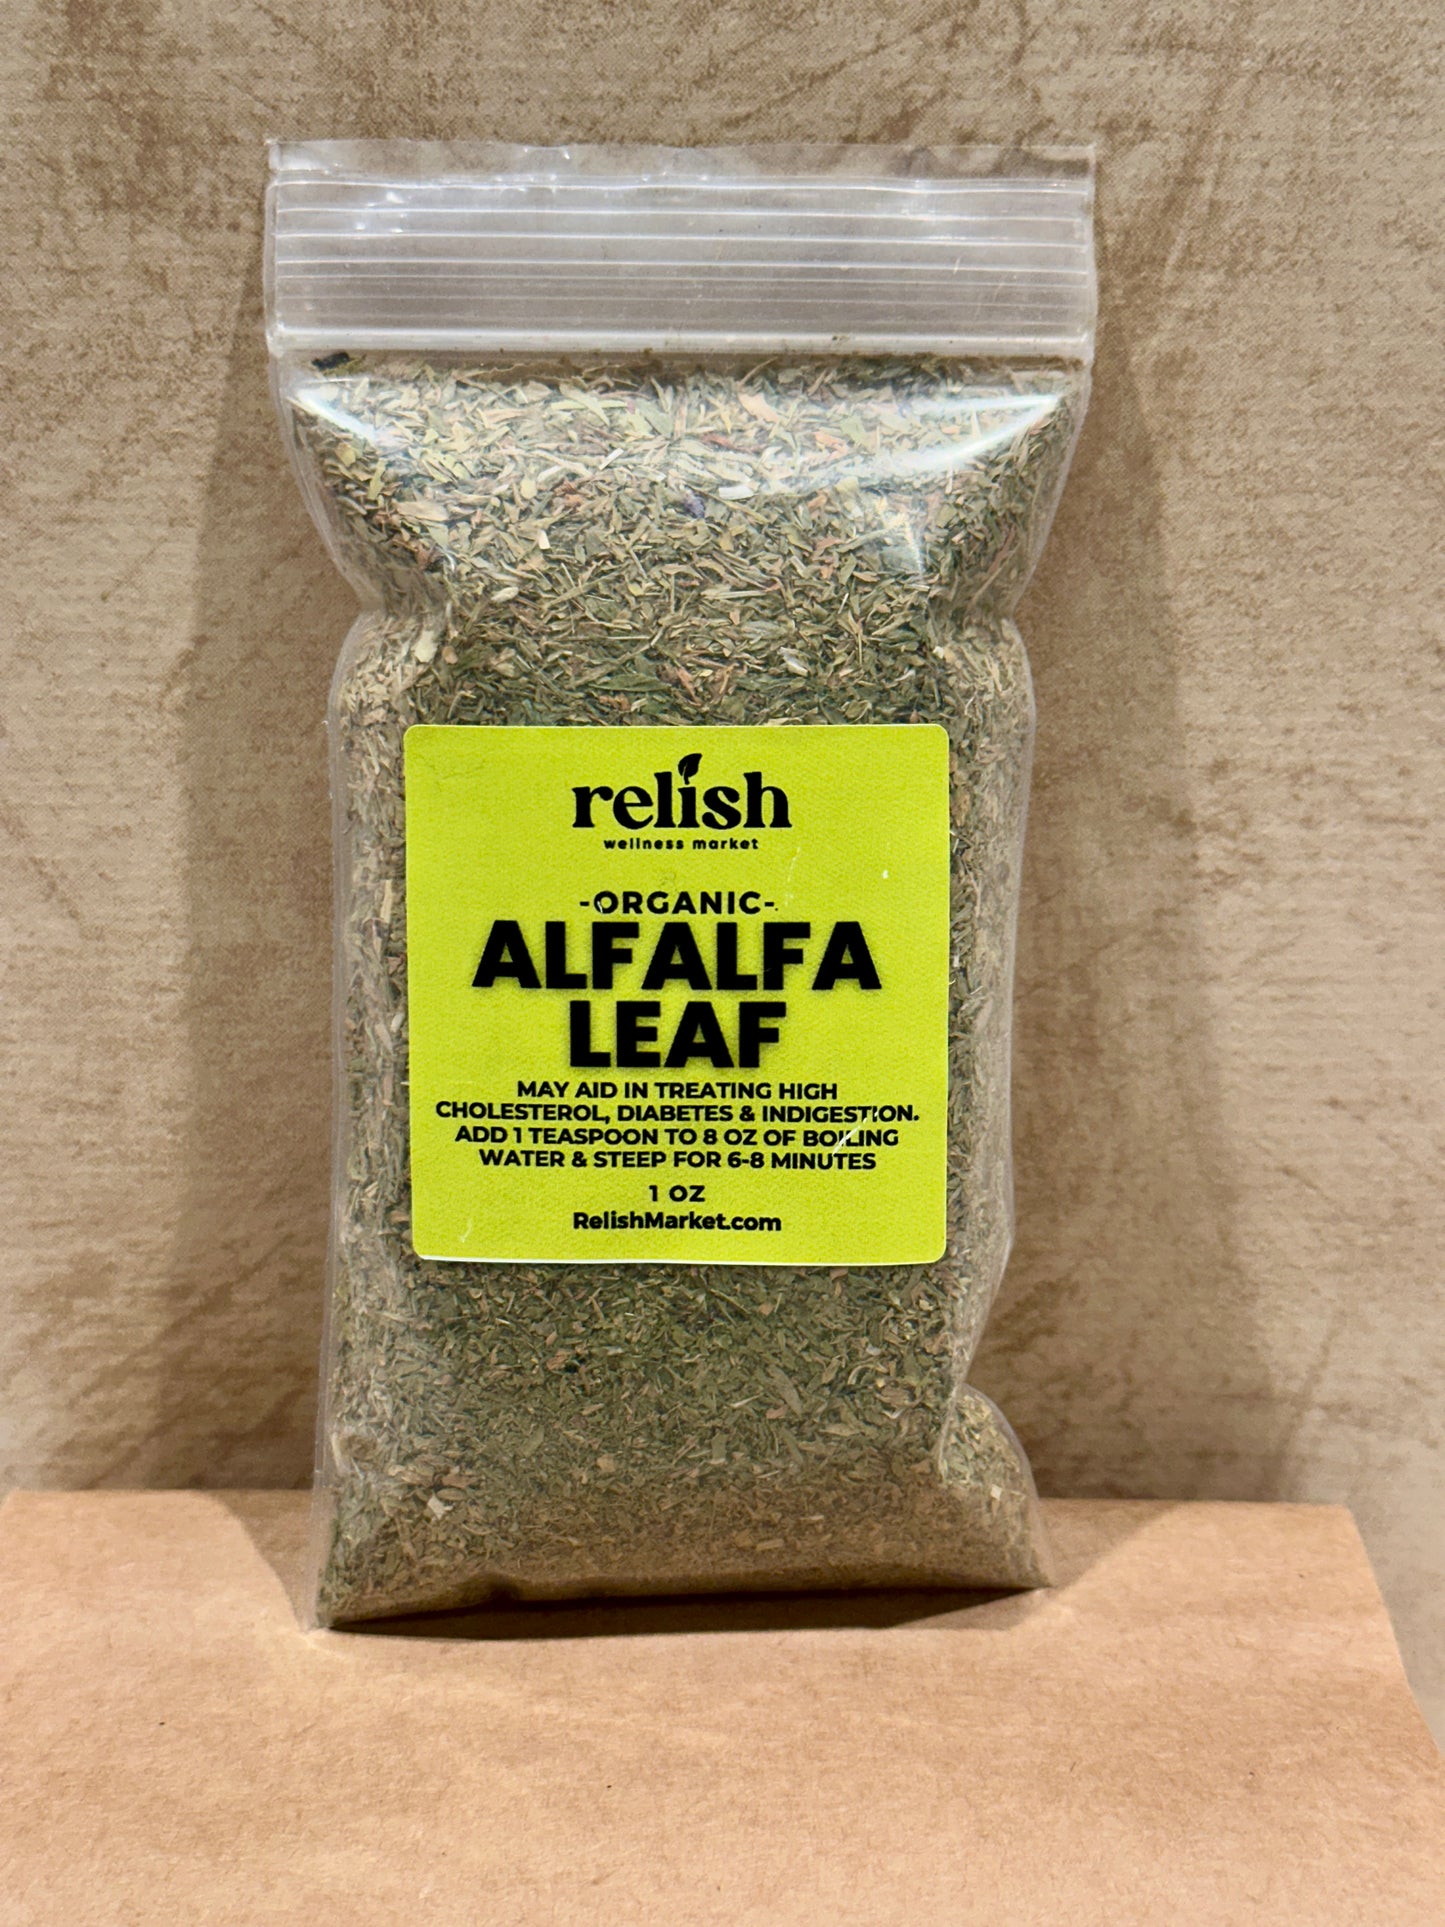 relish
wellness market
-ORGANIC-
ALFALFA
LEAF
MAY AID IN TREATING HIGH
CHOLESTEROL, DIABETES & INDIGESTION.
ADD 1 TEASPOON TO 8 OZ OF BOILING
WATER & STEEP FOR 6-8 MINUTES
1 OZ
RelishMarket.com